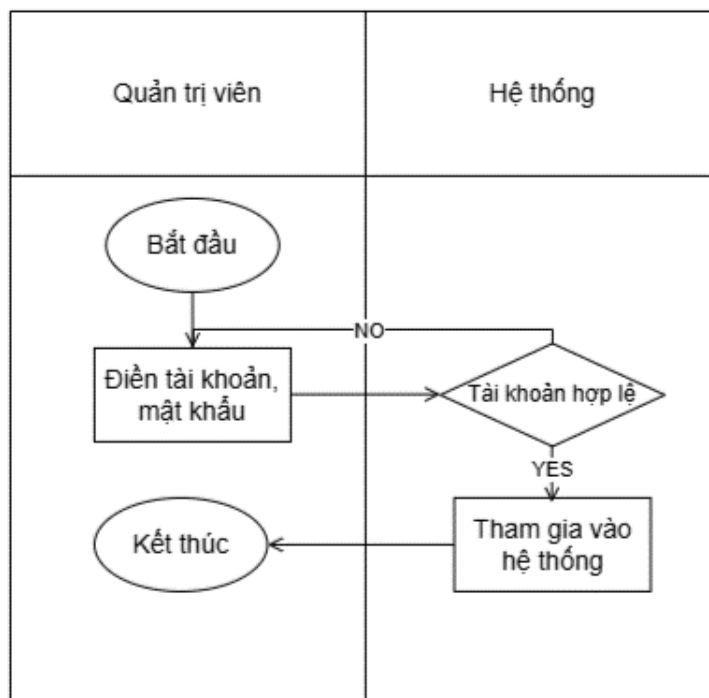 Quản trị viên
Hệ thống
Bắt đầu
NO
Điền tài khoản,
mật khẩu
Tài khoản hợp lệ
YES
Kết thúc
Tham gia vào
hệ thống